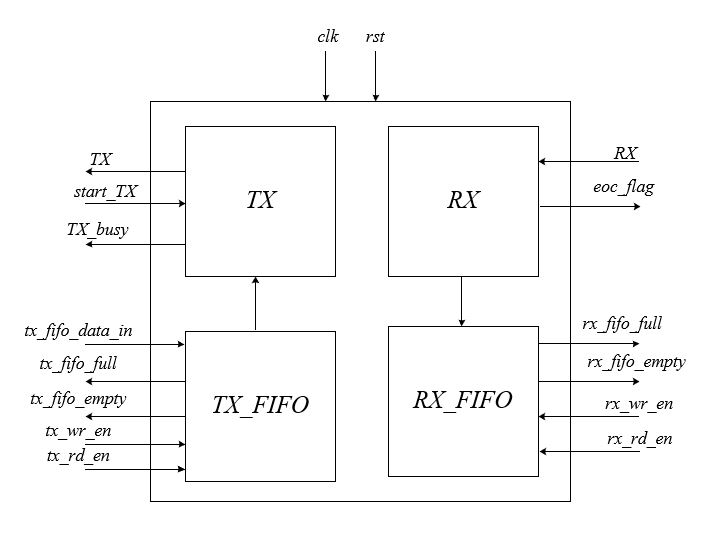 clk rst
TX
start_TX
TX_busy
TX
RX
RX
eoc_flag
tx_fifo_data_in
tx_fifo_full
tx_fifo_empty
tx_wr_en
tx_rd_en
TX_FIFO
RX_FIFO
rx_fifo_full
rx_fifo_empty
rx_wr_en
rx_rd_en